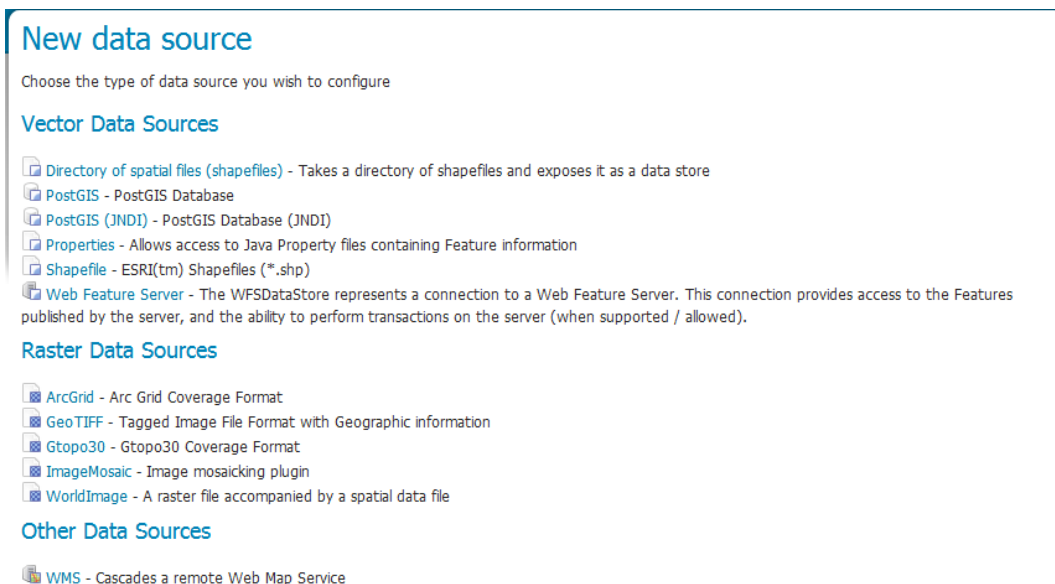 New data source
Choose the type of data source you wish to configure
Vector Data Sources
Directory of spatial files (shapefiles) - Takes a directory of shapefiles and exposes it as a data store
PostGIS - PostGIS Database
PostGIS (JNDI) - PostGIS Database (JNDI)
Properties - Allows access to Java Property files containing Feature information
Shapefile - ESRI(tm) Shapefiles (*.shp)
Web Feature Server - The WFSDataStore represents a connection to a Web Feature Server. This connection provides access to the Features
published by the server, and the ability to perform transactions on the server (when supported / allowed).
Raster Data Sources
ArcGrid - Arc Grid Coverage Format
GeoTIFF - Tagged Image File Format with Geographic information
Gtopo30 - Gtopo30 Coverage Format
ImageMosaic - Image mosaicking plugin
WorldImage - A raster file accompanied by a spatial data file
Other Data Sources
WMS - Cascades a remote Web Map Service